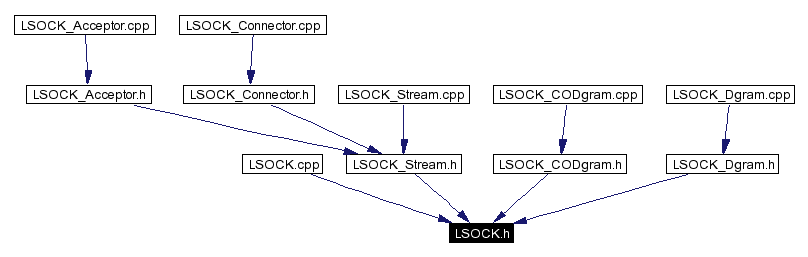 LSOCK_Acceptor.cpp
LSOCK_Connector.cpp
LSOCK_Acceptor.h
LSOCK_Connector.h
LSOCK_Stream.cpp
LSOCK_CODgram.cpp
LSOCK_Dgram.cpp
LSOCK.cpp
LSOCK_Stream.h
LSOCK_CODgram.h
LSOCK_Dgram.h
LSOCK.h